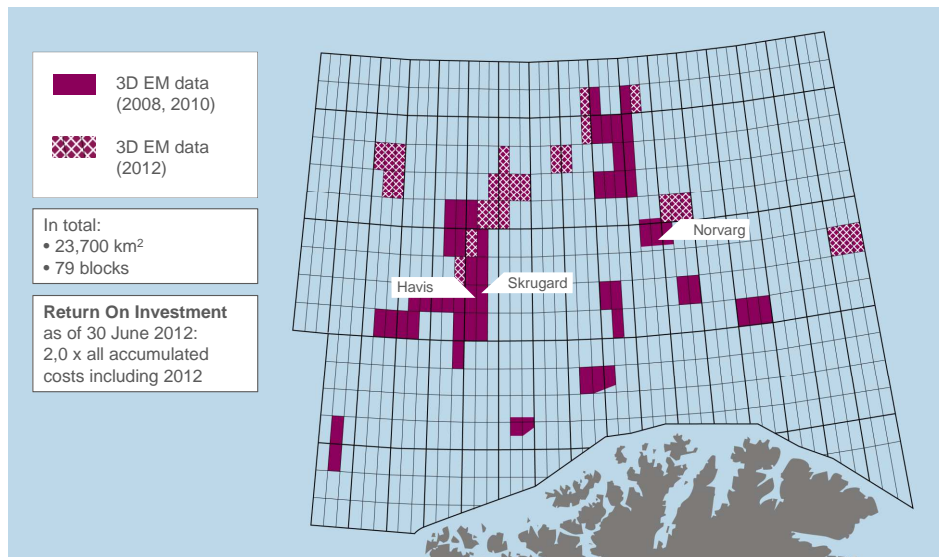 3D EM data
(2008, 2010)
3D EM data
(2012)
In total:
• 23,700 km²
• 79 blocks
Return On Investment
as of 30 June 2012:
2,0 x all accumulated
costs including 2012
Norvarg
Havis
Skrugard